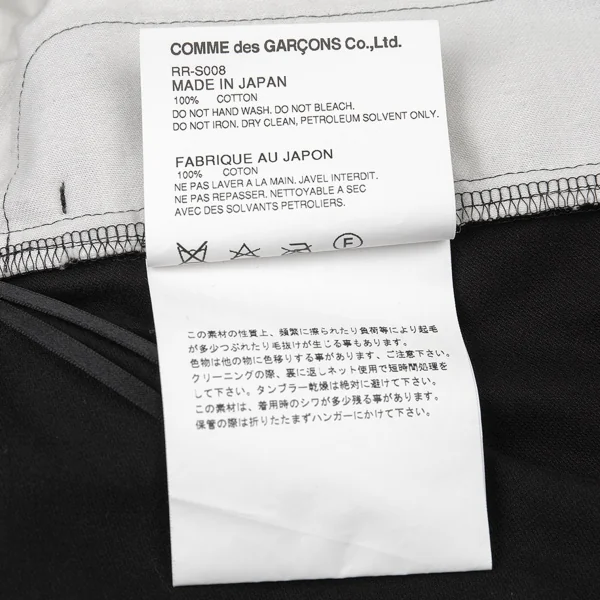 COMME des GARÇONS Co.,Ltd.
RR-S008
MADE IN JAPAN
100% COTTON
DO NOT HAND WASH. DO NOT BLEACH.
DO NOT IRON. DRY CLEAN, PETROLEUM SOLVENT ONLY.
FABRIQUE AU JAPON
100% COTON
NE PAS LAVER A LA MAIN. JAVEL INTERDIT.
NE PAS REPASSER. NETTOYABLE A SEC
AVEC DES SOLVANTS PETROLIERS.
F
この素材の性質上、頻繁に擦られたり負荷等により起毛
が多少つぶれたり毛抜けが生じる事もあります。
色物は他の物に色移りする事があります、ご注意下さい。
クリーニングの際、裏に返しネット使用で短時間処理を
して下さい。タンブラー乾燥は絶対に避けて下さい。
この素材は、着用時のシワが多少残る事があります。
保管の際は折りたたまずハンガーにかけて下さい。